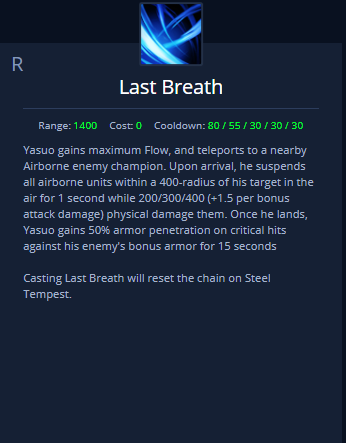 R
Last Breath
Range: 1400 Cost: 0 Cooldown: 80 / 55 / 30 / 30 / 30
Yasuo gains maximum Flow, and teleports to a nearby
Airborne enemy champion. Upon arrival, he suspends
all airborne units within a 400-radius of his target in the
air for 1 second while 200/300/400 (+1.5 per bonus
attack damage) physical damage them. Once he lands,
Yasuo gains 50% armor penetration on critical hits
against his enemy's bonus armor for 15 seconds
Casting Last Breath will reset the chain on Steel
Tempest.